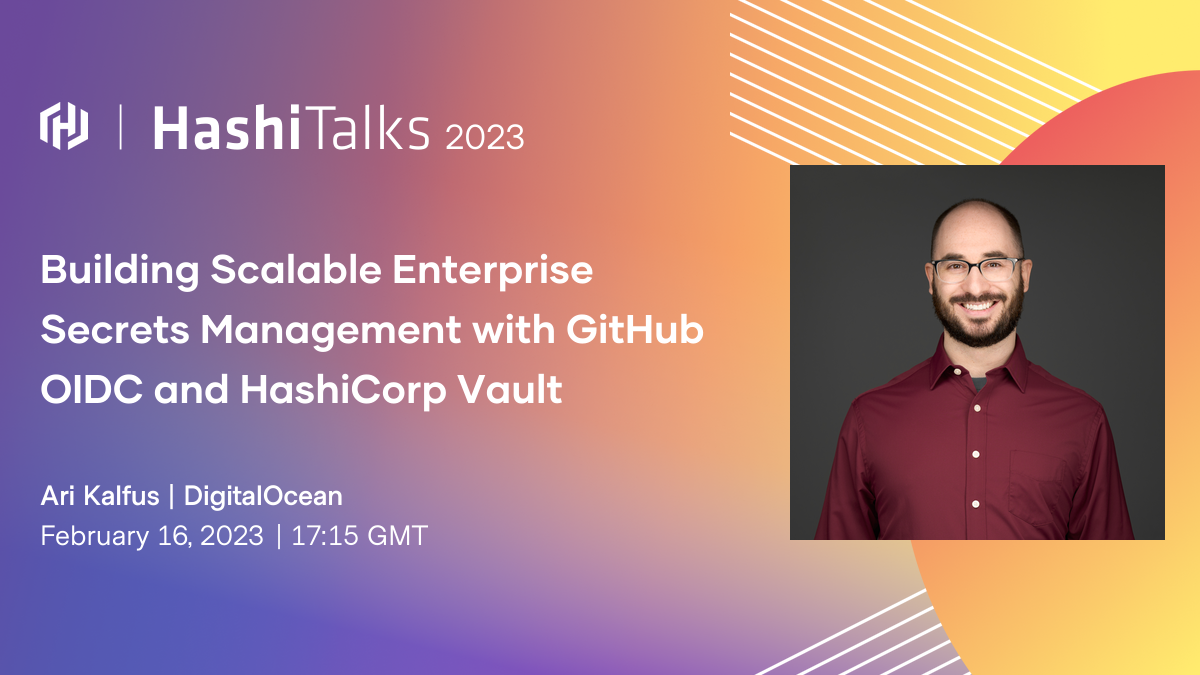 HashiTalks 2023
Building Scalable Enterprise
Secrets Management with GitHub
OIDC and HashiCorp Vault
Ari Kalfus | DigitalOcean
February 16, 2023 | 17:15 GMT